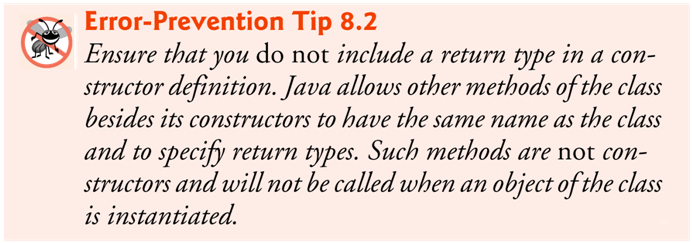 Error-Prevention Tip 8.2
Ensure that you do not include a return type in a con-
structor definition. Java allows other methods of the class
besides its constructors to have the same name as the class
and to specify return types. Such methods are not con-
structors and will not be called when an object of the class
is instantiated.